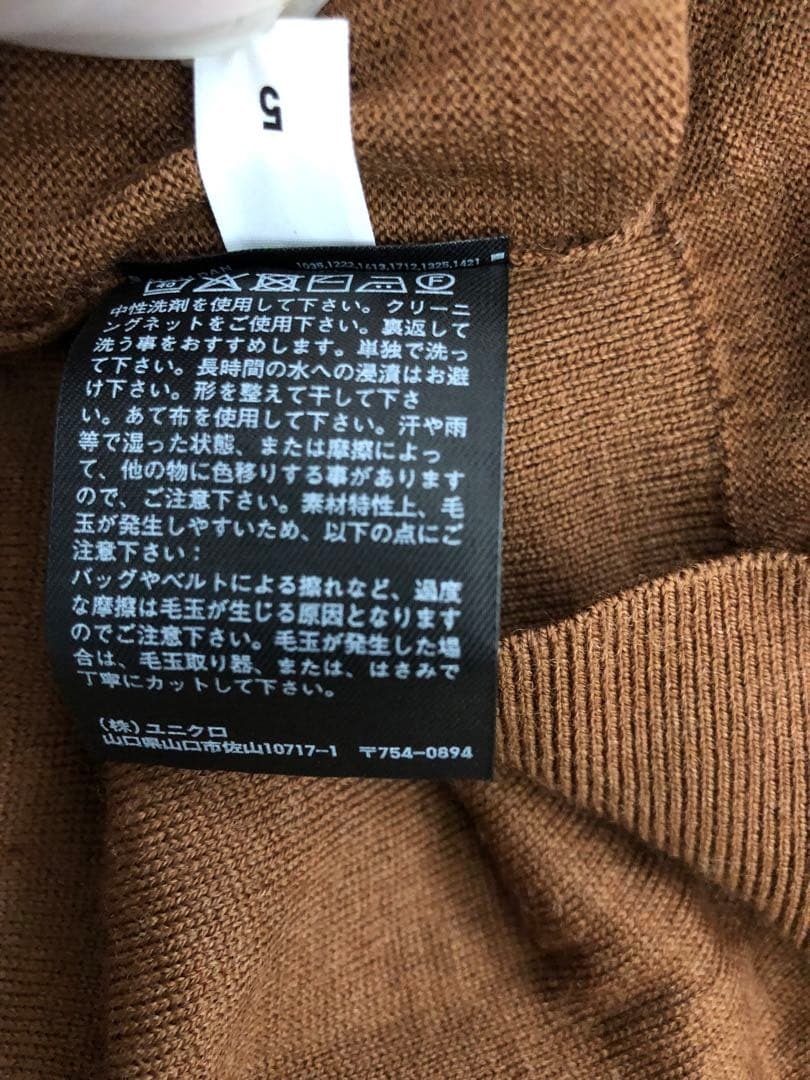 5
1035,1222,1413,1712,1325,1421
40 F
中性洗剤を使用して下さい。クリーニ
ングネットをご使用下さい。裏返して
洗う事をおすすめします。単独で洗っ
て下さい。長時間の水への浸漬はお避
け下さい。形を整えて干して下さ
い。あて布を使用して下さい。汗や雨
等で湿った状態、または摩擦によっ
て、他の物に色移りする事があります
ので、ご注意下さい。素材特性上、毛
玉が発生しやすいため、以下の点にご
注意下さい：
バッグやベルトによる擦れなど、過度
な摩擦は毛玉が生じる原因となります
のでご注意下さい。毛玉が発生した場
合は、毛玉取り器、または、はさみで
丁寧にカットして下さい。
(株)ユニクロ
山口県山口市佐山10717-1 〒754-0894